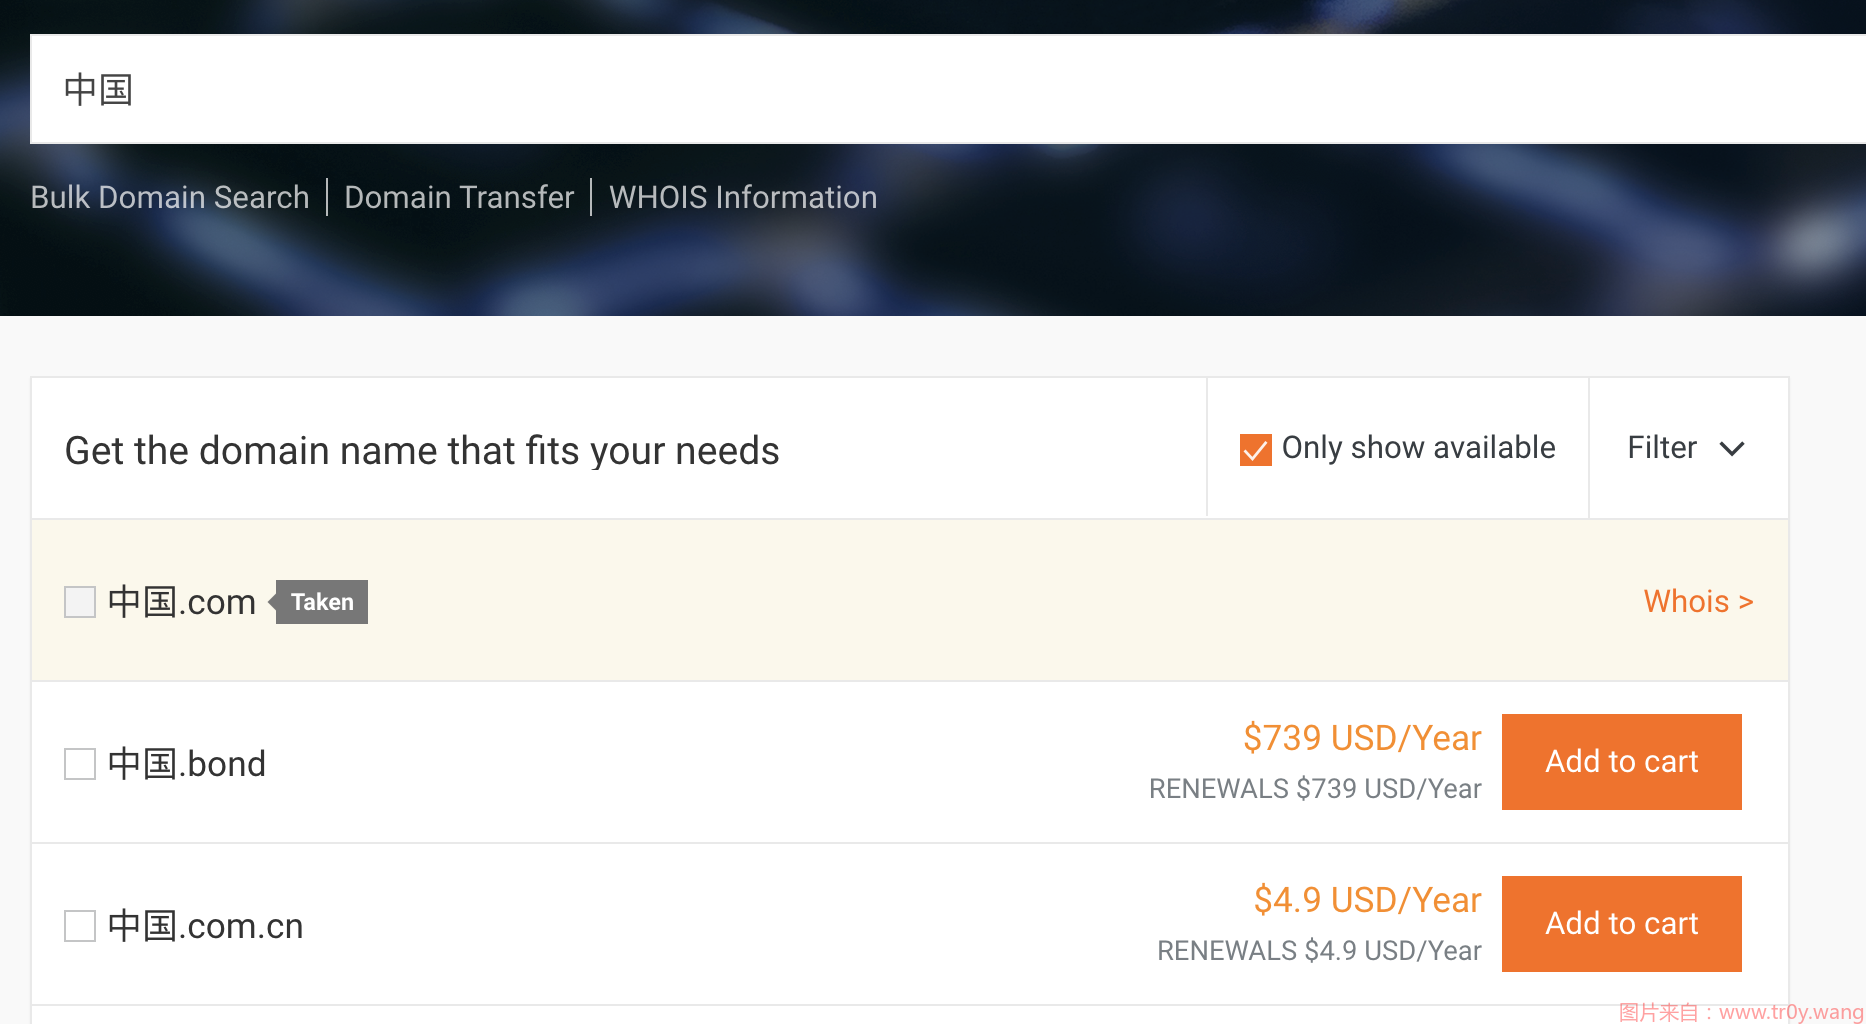 中国
Bulk Domain Search | Domain Transfer | WHOIS Information
Get the domain name that fits your needs
Only show available
Filter
中国.com Taken Whois >
中国.bond
$739 USD/Year
RENEWALS $739 USD/Year
Add to cart
中国.com.cn
$4.9 USD/Year
RENEWALS $4.9 USD/Year
Add to cart
图片来自：www.tr0y.wang